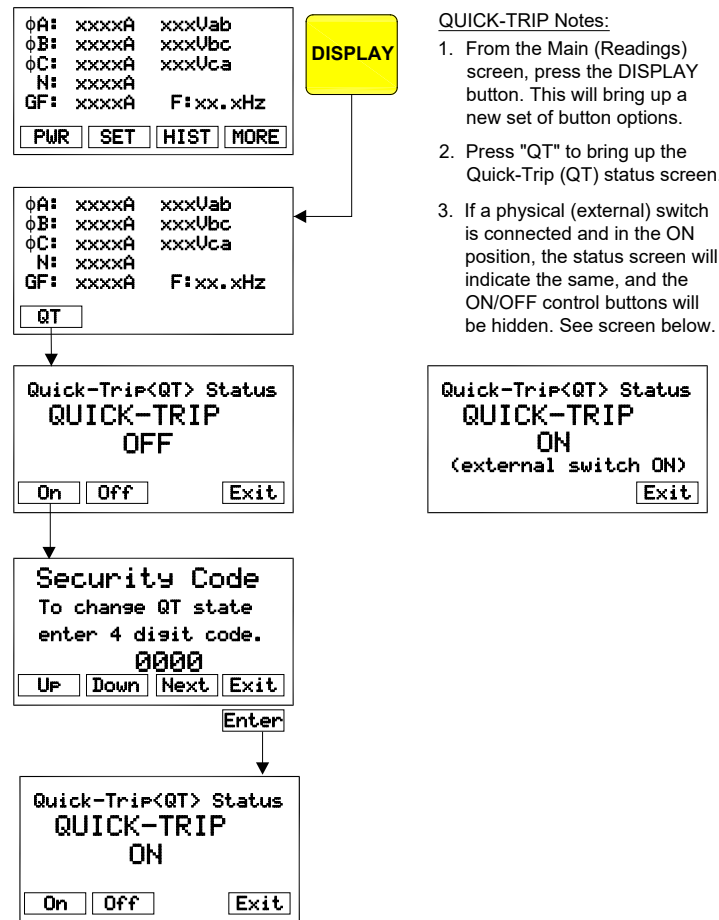 ϕA: xxxxA xxxVab
ϕB: xxxxA xxxVbc
ϕC: xxxxA xxxVca
N: xxxxA
GF: xxxxA F:xx.xHz
PWR SET HIST MORE
DISPLAY
ϕA: xxxxA xxxVab
ϕB: xxxxA xxxVbc
ϕC: xxxxA xxxVca
N: xxxxA
GF: xxxxA F:xx.xHz
QT
Quick-Trip<QT> Status
QUICK-TRIP
OFF
On Off Exit
Security Code
To change QT state
enter 4 digit code.
0000
Up Down Next Exit
Enter
Quick-Trip<QT> Status
QUICK-TRIP
ON
On Off Exit
QUICK-TRIP Notes:
1. From the Main (Readings)
screen, press the DISPLAY
button. This will bring up a
new set of button options.
2. Press "QT" to bring up the
Quick-Trip (QT) status screen
3. If a physical (external) switch
is connected and in the ON
position, the status screen will
indicate the same, and the
ON/OFF control buttons will
be hidden. See screen below.
Quick-Trip<QT> Status
QUICK-TRIP
ON
(external switch ON)
Exit